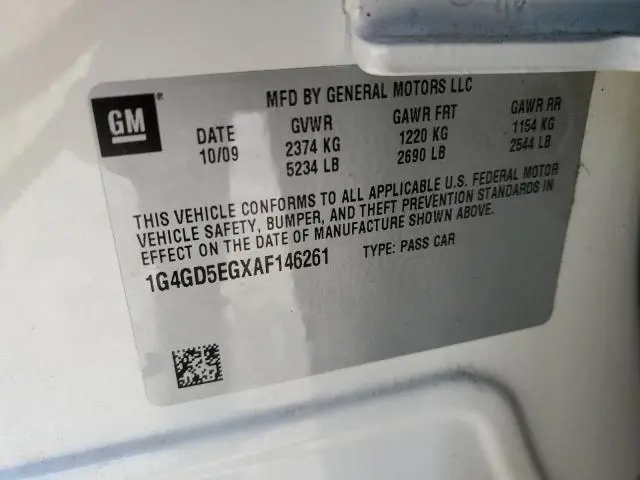 MFD BY GENERAL MOTORS LLC
GM®
DATE GVWR GAWR FRT GAWR RR
10/09 2374 KG 1220 KG 1154 KG
5234 LB 2690 LB 2544 LB
THIS VEHICLE CONFORMS TO ALL APPLICABLE U.S. FEDERAL MOTOR
VEHICLE SAFETY, BUMPER, AND THEFT PREVENTION STANDARDS IN
EFFECT ON THE DATE OF MANUFACTURE SHOWN ABOVE.
1G4GD5EGXAF146261 TYPE: PASS CAR